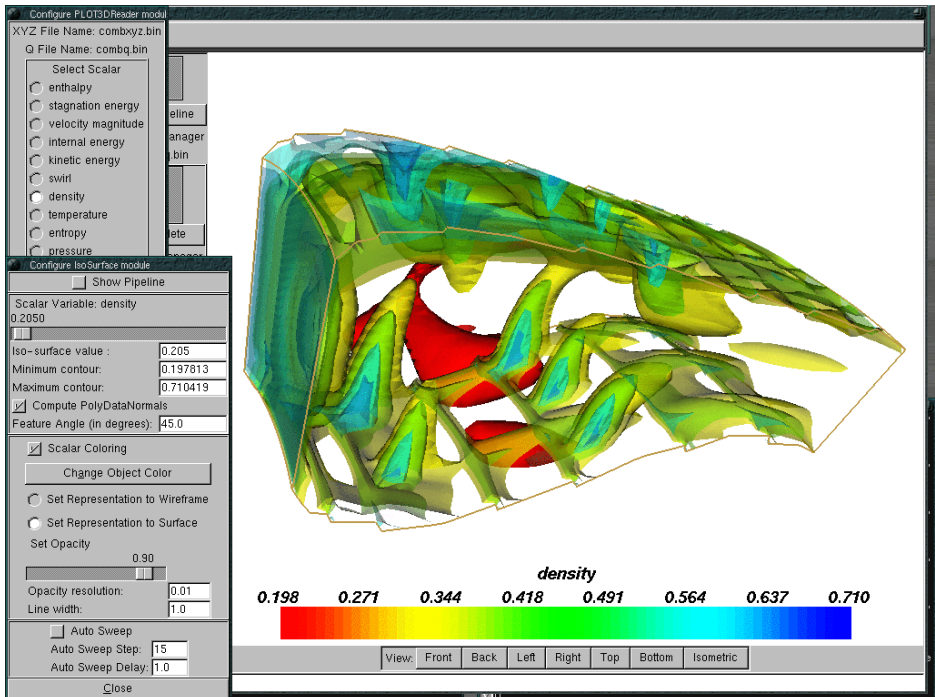 Configure PLOT3DReader modul
XYZ File Name: combxyz.bin
Q File Name: combq.bin
Select Scalar
enthalpy
stagnation energy
velocity magnitude
internal energy
kinetic energy
swirl
density
temperature
entropy
pressure
eline
anager
.bin
lete
Configure IsoSurface module
Show Pipeline
Scalar Variable: density
0.2050
Iso-surface value : 0.205
Minimum contour: 0.197813
Maximum contour: 0.710419
Compute PolyDataNormals
Feature Angle (in degrees): 45.0
Scalar Coloring
Change Object Color
Set Representation to Wireframe
Set Representation to Surface
Set Opacity
0.90
Opacity resolution: 0.01
Line width: 1.0
Auto Sweep
Auto Sweep Step: 15
Auto Sweep Delay: 1.0
Close
density
0.198 0.271 0.344 0.418 0.491 0.564 0.637 0.710
View: Front Back Left Right Top Bottom Isometric